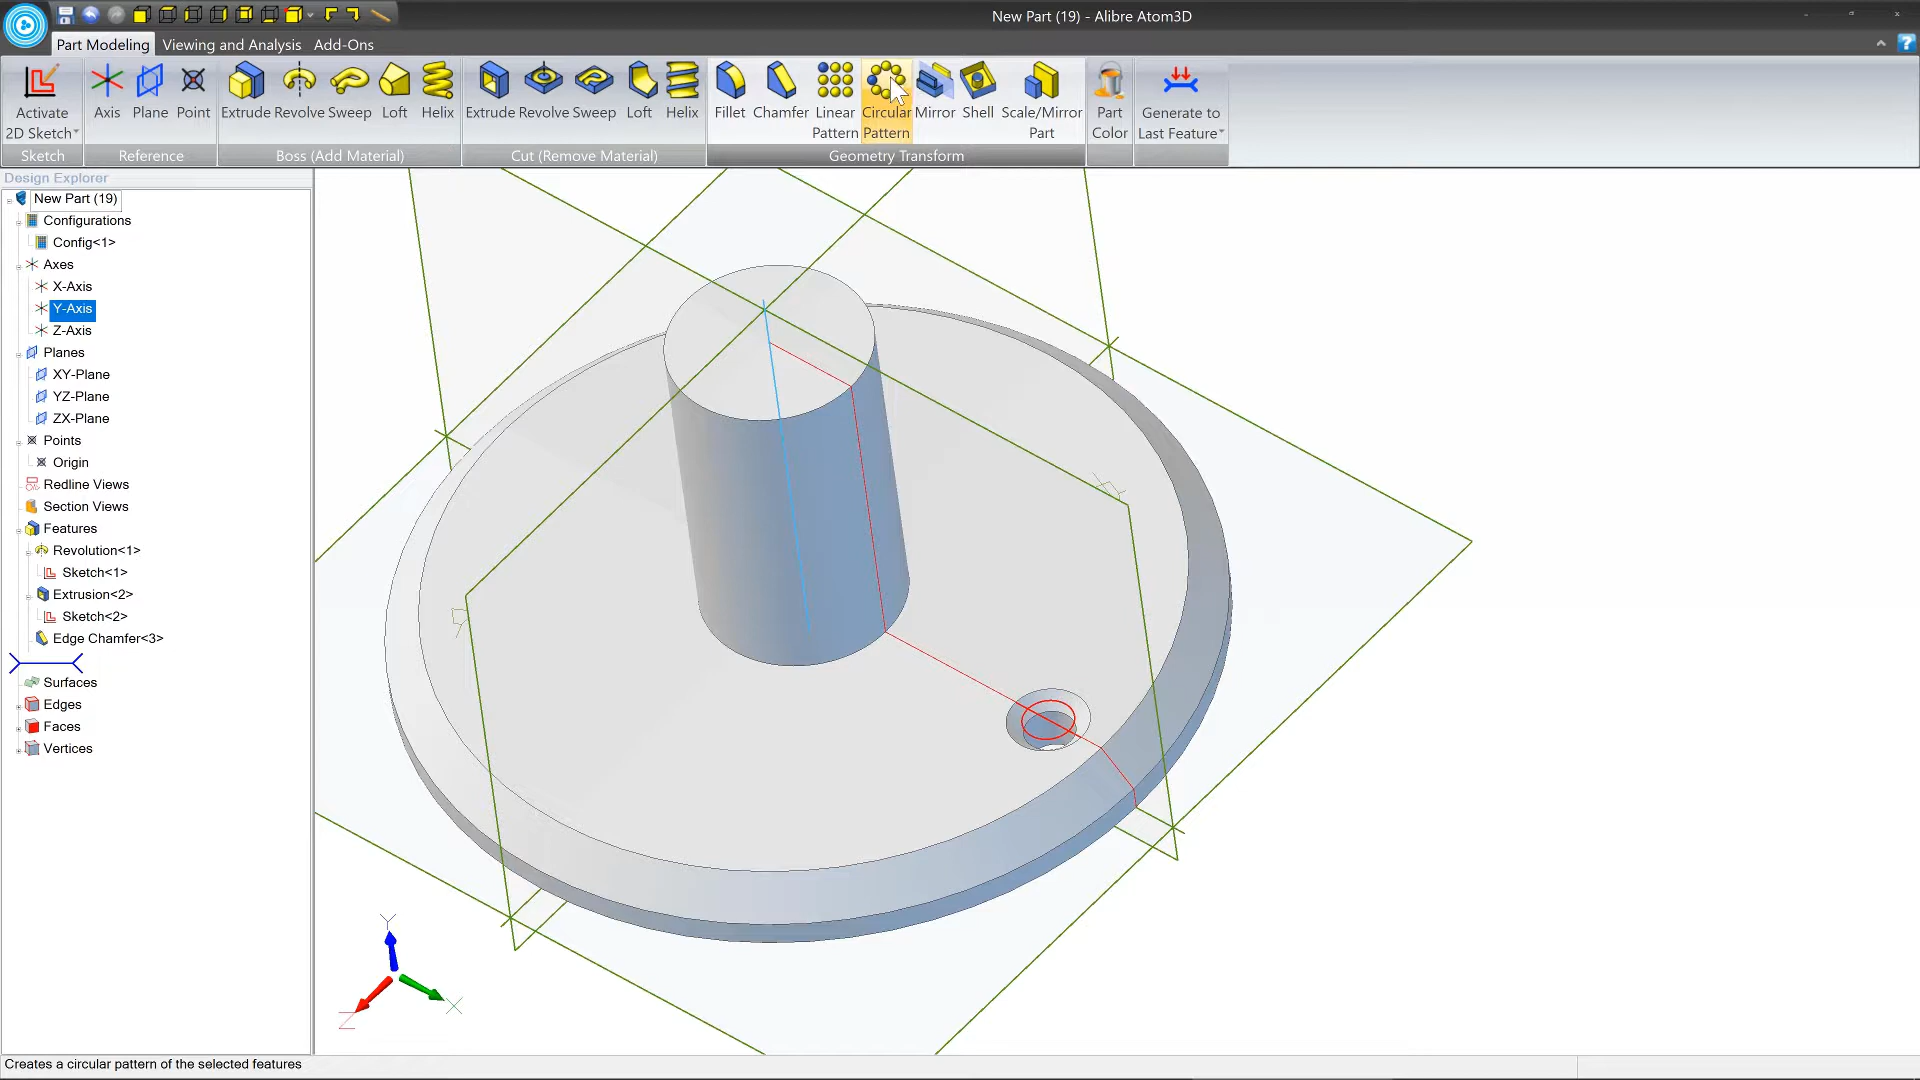 New Part (19) - Alibre Atom3D
Part Modeling Viewing and Analysis Add-Ons
Activate 2D Sketch
Axis Plane Point
Extrude Revolve Sweep Loft Helix
Extrude Revolve Sweep Loft Helix
Fillet Chamfer Linear Pattern Circular Pattern Mirror Shell Scale/Mirror Part
Part Color
Generate to Last Feature
Sketch Reference Boss (Add Material) Cut (Remove Material) Geometry Transform
Design Explorer
New Part (19)
Configurations
Config<1>
Axes
X-Axis
Y-Axis
Z-Axis
Planes
XY-Plane
YZ-Plane
ZX-Plane
Points
Origin
Redline Views
Section Views
Features
Revolution<1>
Sketch<1>
Extrusion<2>
Sketch<2>
Edge Chamfer<3>
Surfaces
Edges
Faces
Vertices
Y
X
Z
Creates a circular pattern of the selected features